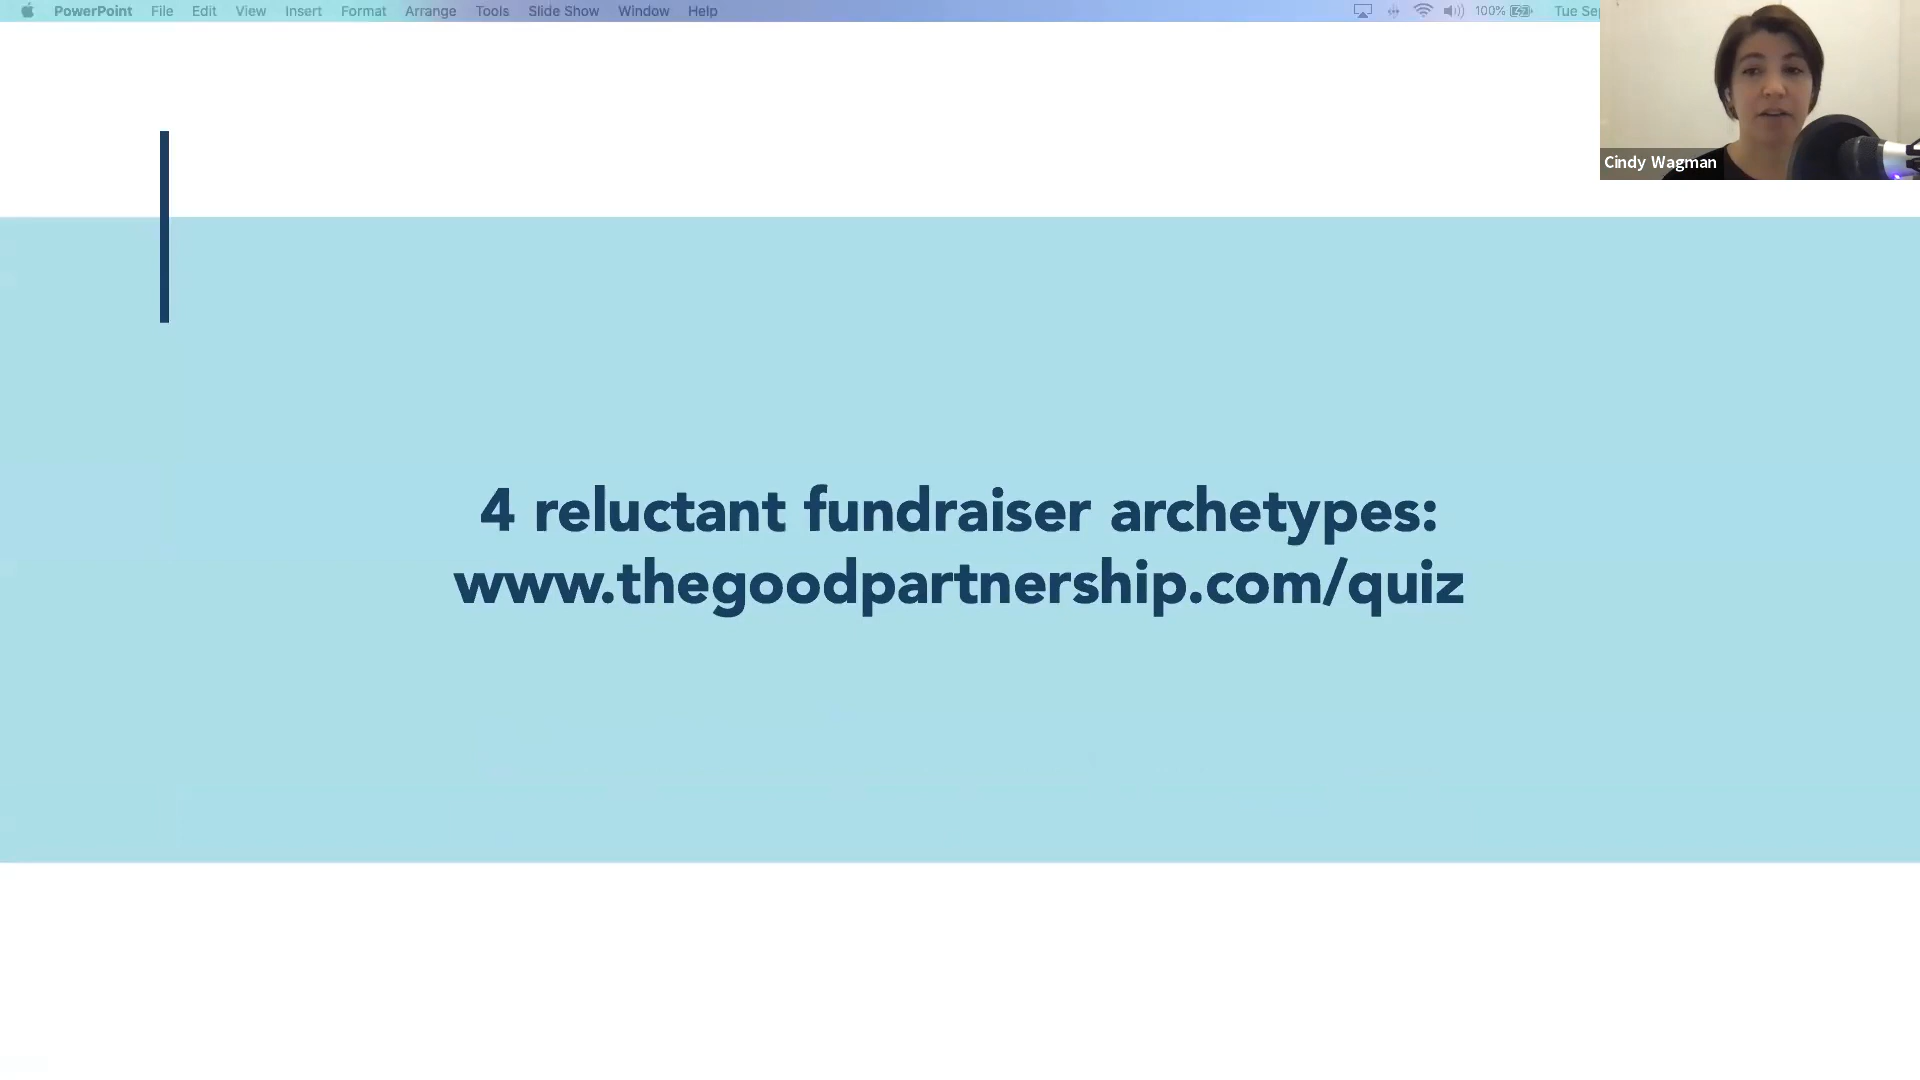 PowerPoint File Edit View Insert Format Arrange Tools Slide Show Window Help 100% Tue Sep
Cindy Wagman
4 reluctant fundraiser archetypes:
www.thegoodpartnership.com/quiz